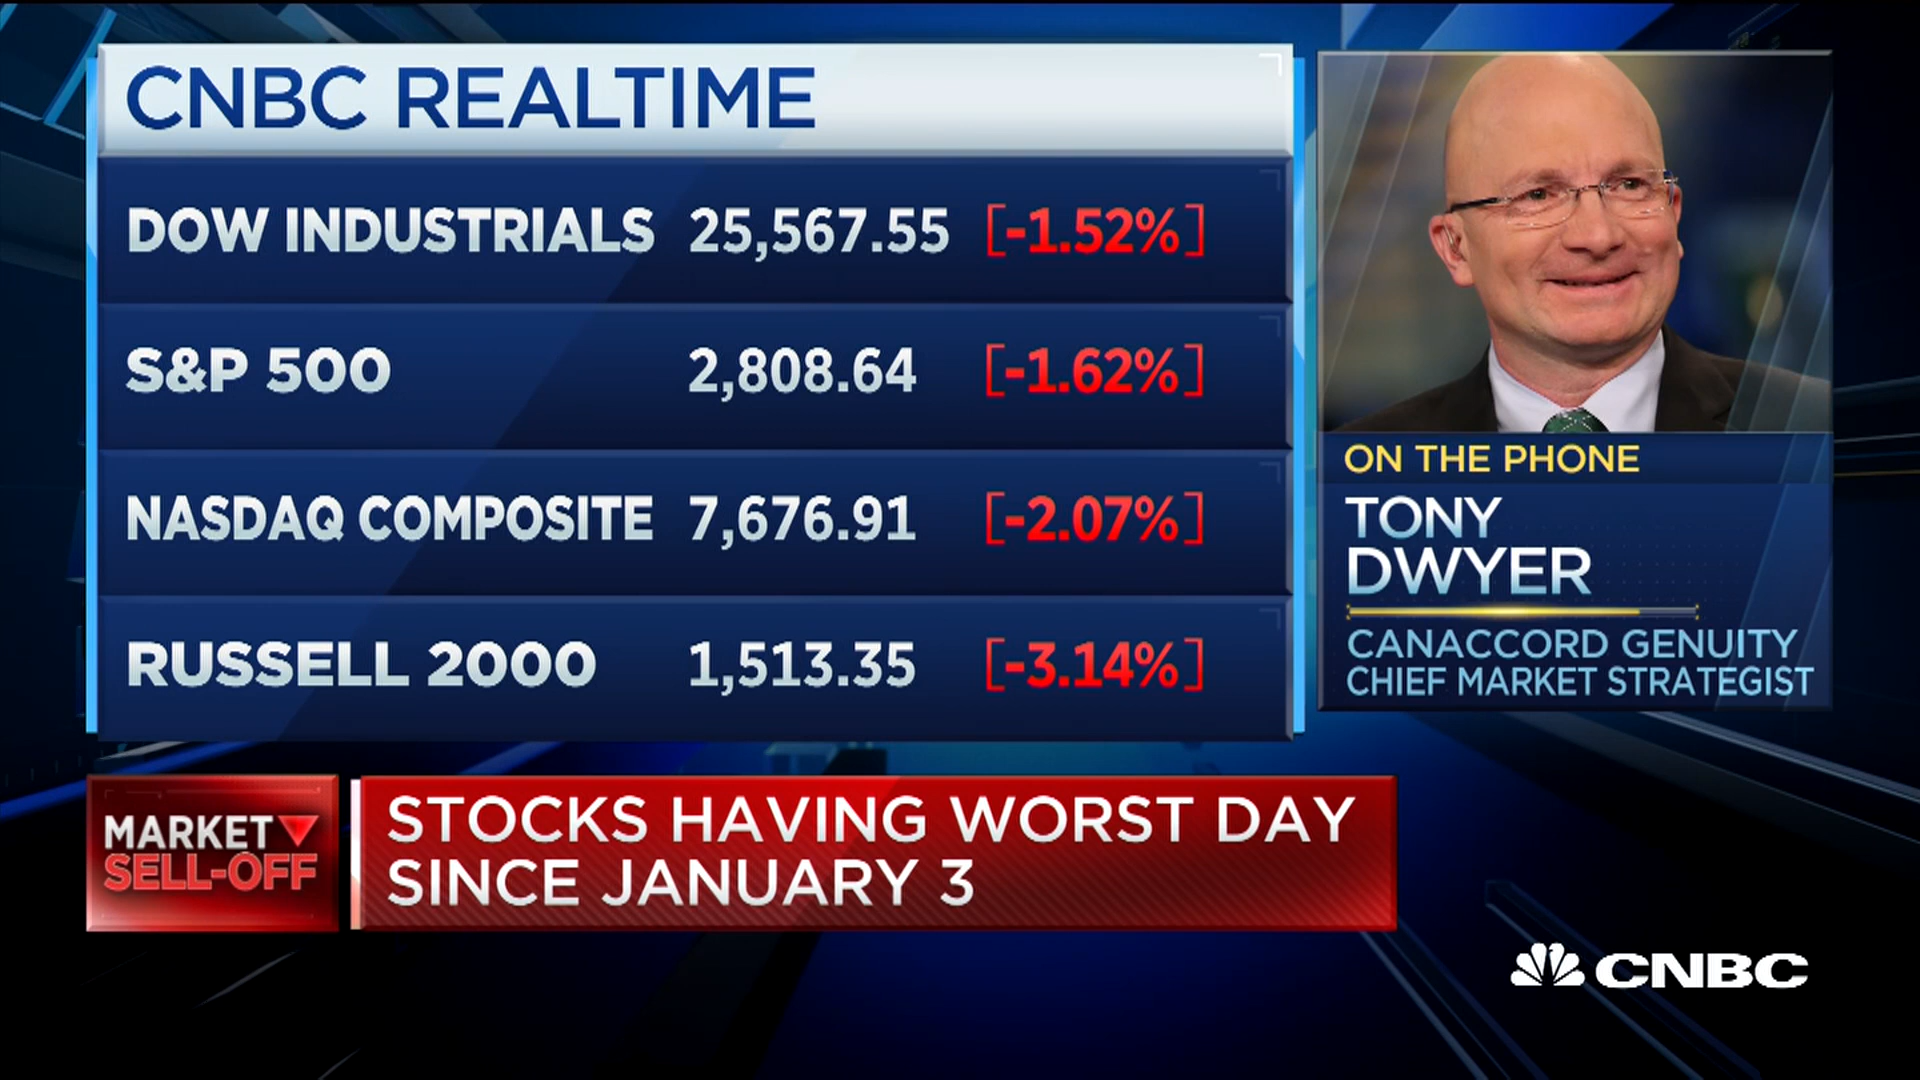 CNBC REALTIME
DOW INDUSTRIALS 25,567.55 [-1.52%]
S&P 500 2,808.64 [-1.62%]
NASDAQ COMPOSITE 7,676.91 [-2.07%]
RUSSELL 2000 1,513.35 [-3.14%]
ON THE PHONE
TONY
DWYER
CANACCORD GENUITY
CHIEF MARKET STRATEGIST
MARKET
SELL-OFF
STOCKS HAVING WORST DAY
SINCE JANUARY 3
CNBC